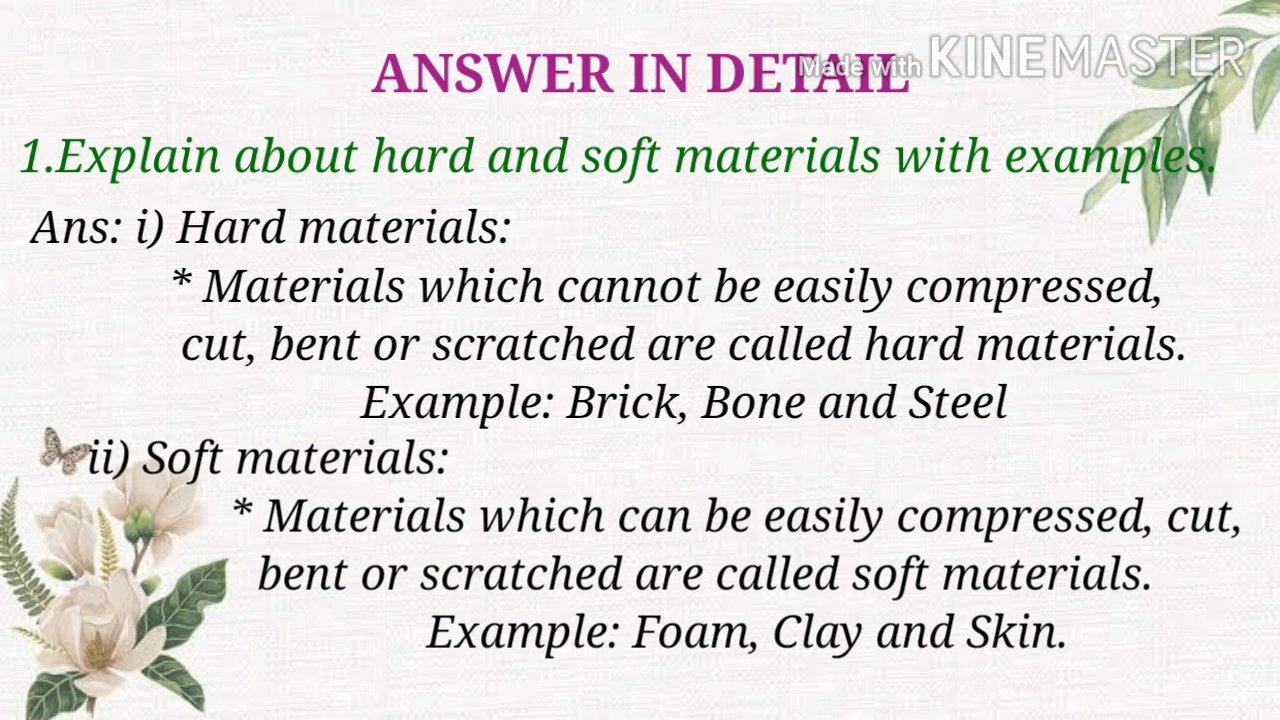 ANSWER IN DETAIL
Made with KINEMASTER
1.Explain about hard and soft materials with examples.
Ans: i) Hard materials:
* Materials which cannot be easily compressed,
cut, bent or scratched are called hard materials.
Example: Brick, Bone and Steel
ii) Soft materials:
* Materials which can be easily compressed, cut,
bent or scratched are called soft materials.
Example: Foam, Clay and Skin.